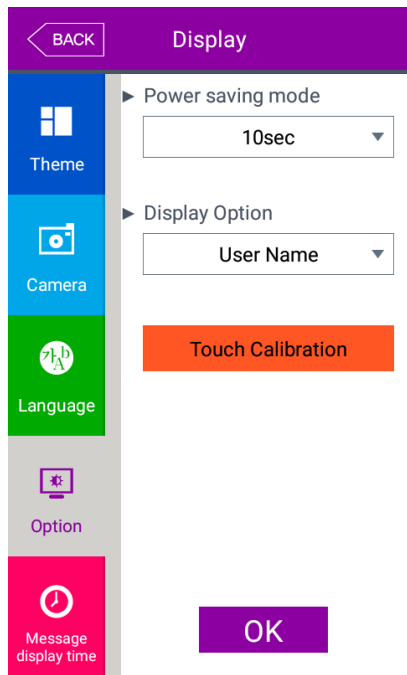 BACK
Display
Theme
Camera
가 b
A
Language
Option
Message
display time
► Power saving mode
10sec
► Display Option
User Name
Touch Calibration
OK